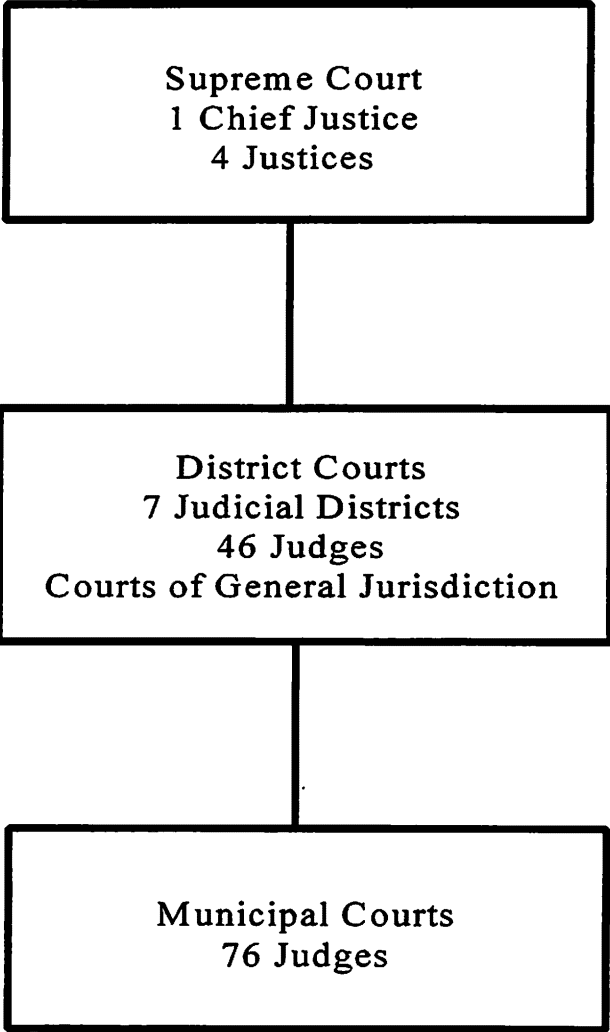 Supreme Court
1 Chief Justice
4 Justices
District Courts
7 Judicial Districts
46 Judges
Courts of General Jurisdiction
Municipal Courts
76 Judges